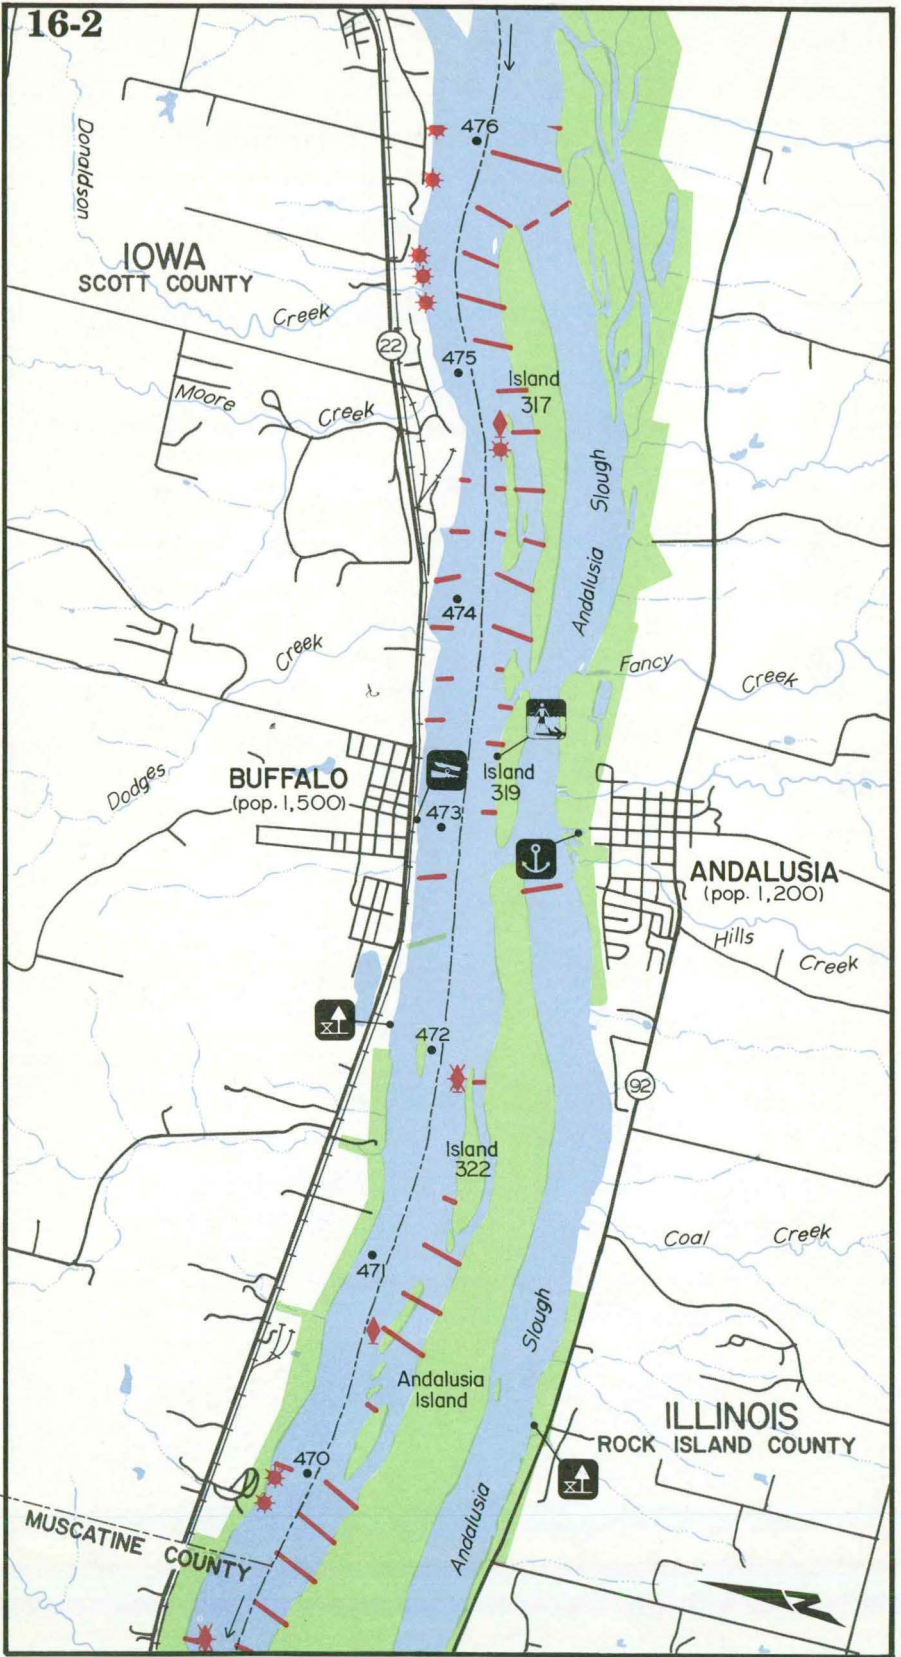 16-2
476
Donaldson
IOWA
SCOTT COUNTY
Creek
22
475
Island
317
Moore
Creek
Slough
Andalusia
474
Creek
Fancy
Creek
Dodges
BUFFALO
(pop. 1,500)
Island
319
473
ANDALUSIA
(pop. 1,200)
Hills
Creek
472
92
Island
322
Coal
Creek
471
Slough
Andalusia
Island
ILLINOIS
ROCK ISLAND COUNTY
470
Andalusia
MUSCATINE COUNTY
N